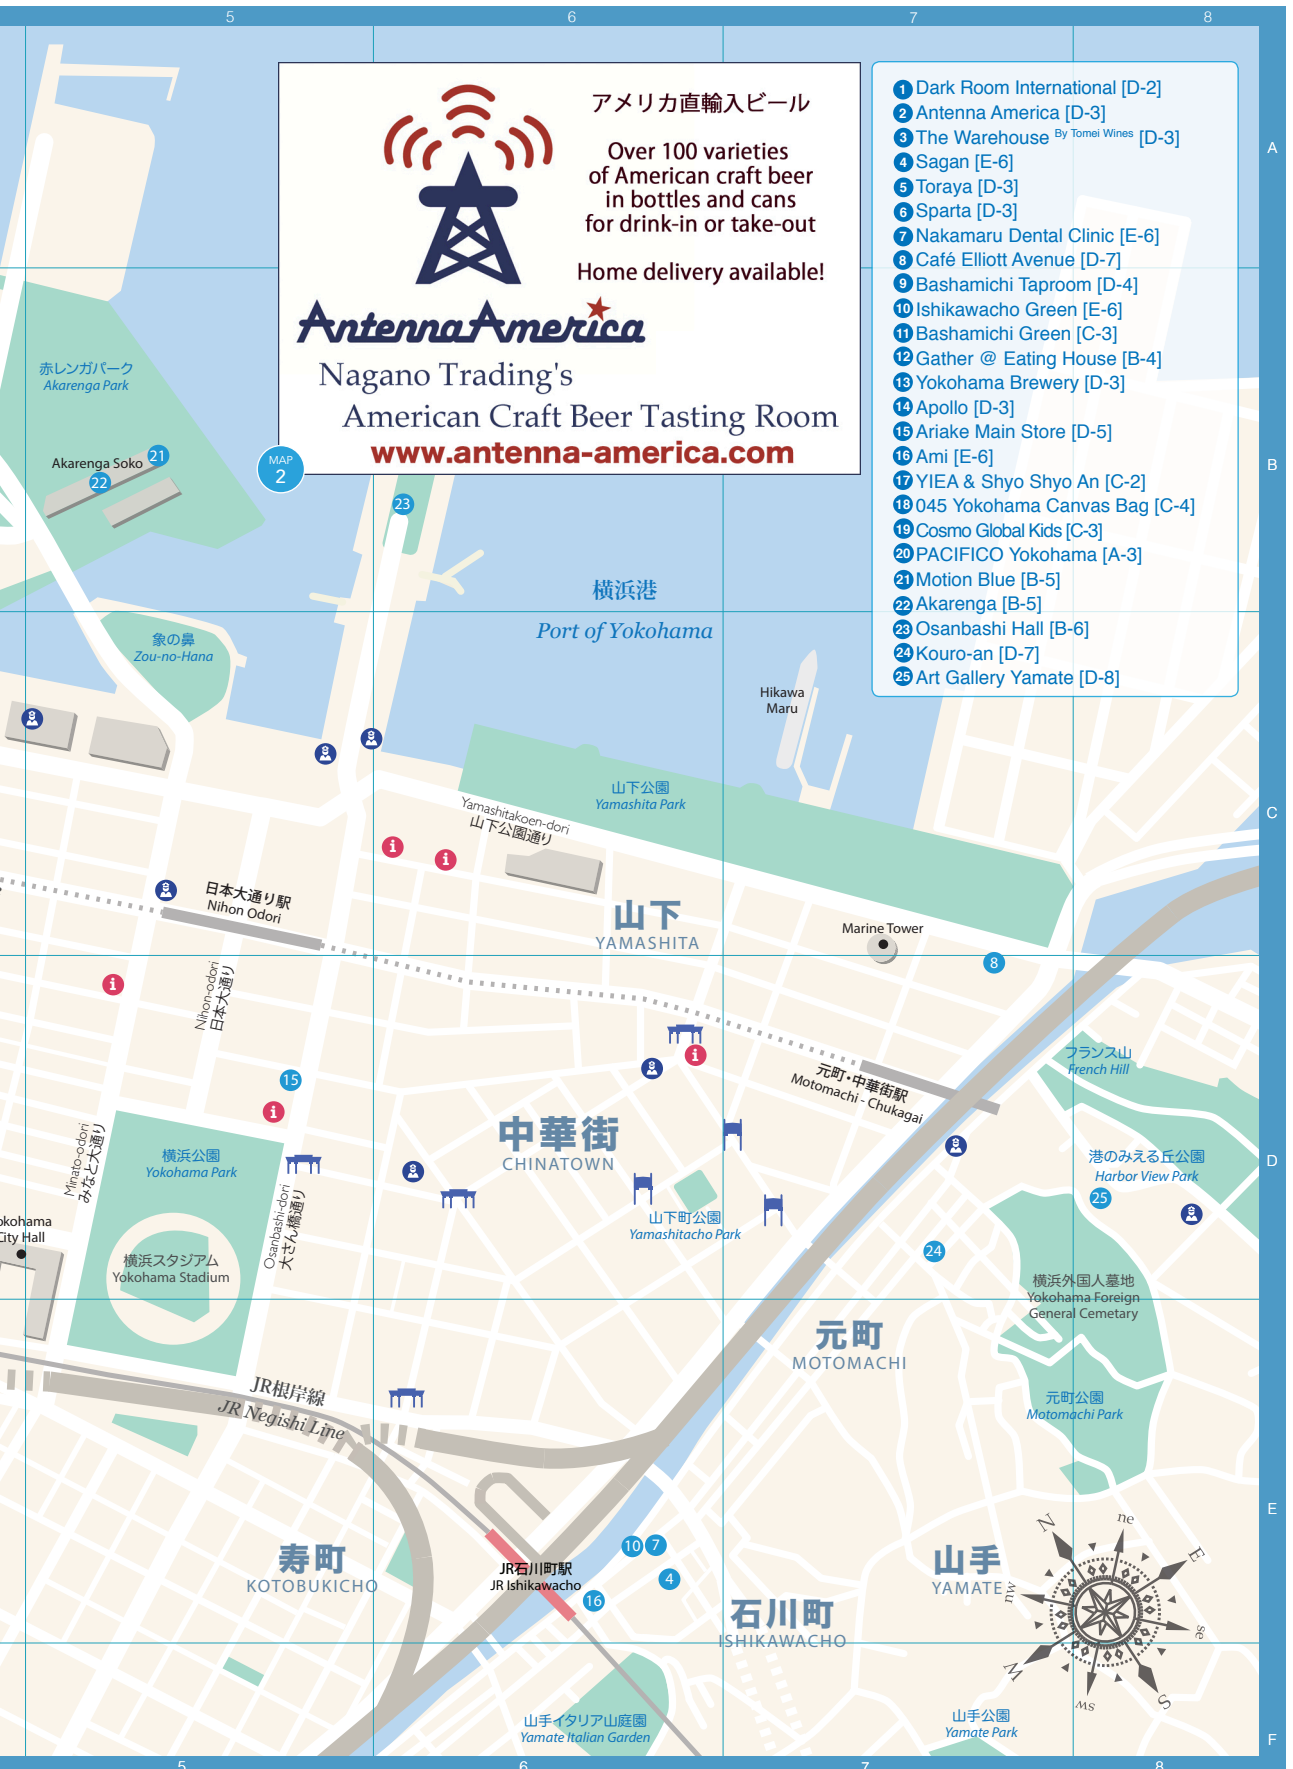 5
6
7
8
アメリカ直輸入ビール
Over 100 varieties
of American craft beer
in bottles and cans
for drink-in or take-out
Home delivery available!
Antenna America
Nagano Trading's
American Craft Beer Tasting Room
www.antenna-america.com
1 Dark Room International [D-2]
2 Antenna America [D-3]
3 The Warehouse By Tomei Wines [D-3]
4 Sagan [E-6]
5 Toraya [D-3]
6 Sparta [D-3]
7 Nakamaru Dental Clinic [E-6]
8 Café Elliott Avenue [D-7]
9 Bashamichi Taproom [D-4]
10 Ishikawacho Green [E-6]
11 Bashamichi Green [C-3]
12 Gather @ Eating House [B-4]
13 Yokohama Brewery [D-3]
14 Apollo [D-3]
15 Ariake Main Store [D-5]
16 Ami [E-6]
17 YIEA & Shyo Shyo An [C-2]
18 045 Yokohama Canvas Bag [C-4]
19 Cosmo Global Kids [C-3]
20 PACIFICO Yokohama [A-3]
21 Motion Blue [B-5]
22 Akarenga [B-5]
23 Osanbashi Hall [B-6]
24 Kouro-an [D-7]
25 Art Gallery Yamate [D-8]
A
赤レンガパーク
Akarenga Park
Akarenga Soko
21
22
MAP
2
23
B
横浜港
Port of Yokohama
象の鼻
Zou-no-Hana
Hikawa
Maru
山下公園
Yamashita Park
Yamashitakoen-dori
山下公園通り
C
日本大通り駅
Nihon Odori
山下
YAMASHITA
Marine Tower
8
Nihon-odori
日本大通り
フランス山
French Hill
15
元町・中華街駅
Motomachi - Chukagai
中華街
CHINATOWN
Minato-odori
みなと大通り
横浜公園
Yokohama Park
港のみえる丘公園
Harbor View Park
25
D
Osanbashi-dori
大さん橋通り
山下町公園
Yamashitacho Park
okohama
City Hall
24
横浜スタジアム
Yokohama Stadium
横浜外国人墓地
Yokohama Foreign
General Cemetary
元町
MOTOMACHI
JR根岸線
JR Negishi Line
元町公園
Motomachi Park
E
寿町
KOTOBUKICHO
JR石川町駅
JR Ishikawacho
10
7
4
16
石川町
ISHIKAWACHO
山手
YAMATE
N
ne
E
se
S
sw
W
nw
山手イタリア山庭園
Yamate Italian Garden
山手公園
Yamate Park
F
5
6
7
8